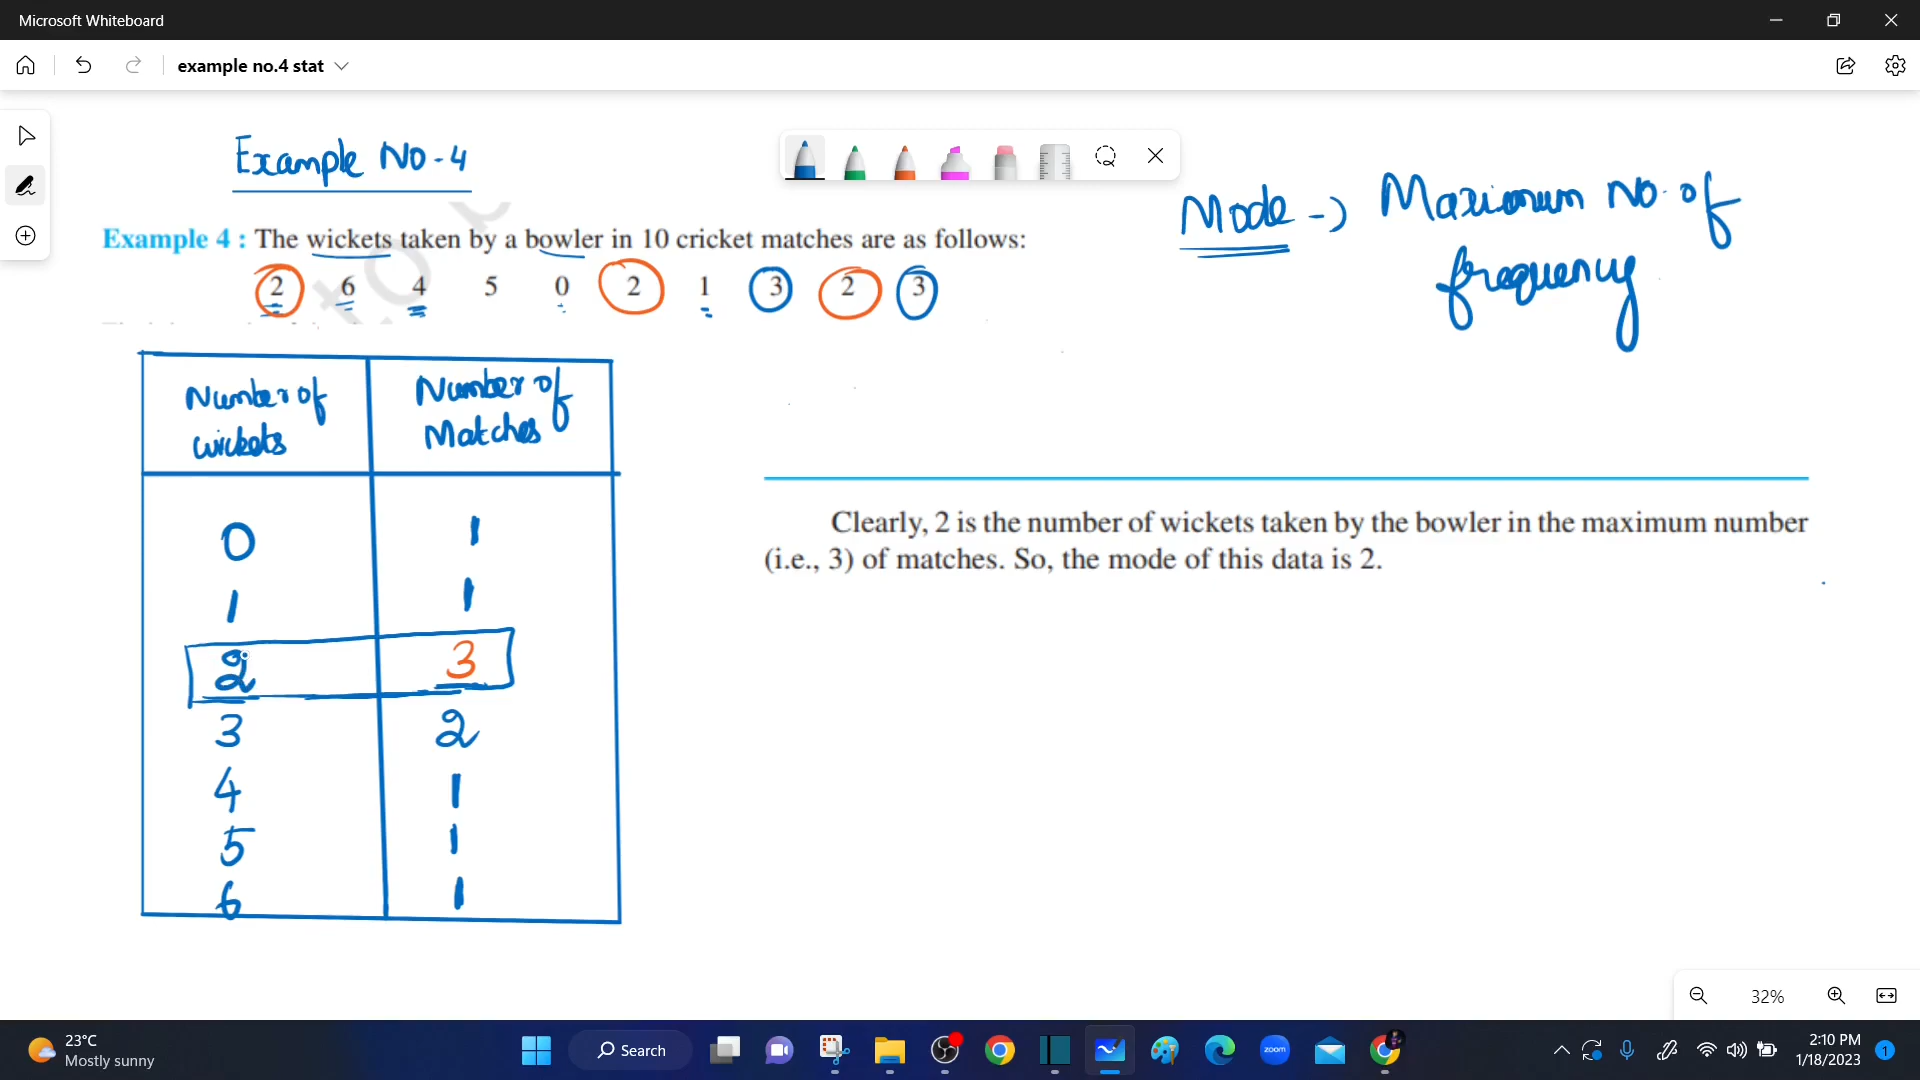 Microsoft Whiteboard
example no.4 stat
Example No-4
Mode -> Maximum No. of
frequency
Example 4 : The wickets taken by a bowler in 10 cricket matches are as follows:
2 6 4 5 0 2 1 3 2 3
Number of Number of
wickets Matches
0 1
1 1
2 3
3 2
4 1
5 1
6 1
Clearly, 2 is the number of wickets taken by the bowler in the maximum number
(i.e., 3) of matches. So, the mode of this data is 2.
32%
23°C
Mostly sunny
Search
zoom
2:10 PM
1/18/2023
1